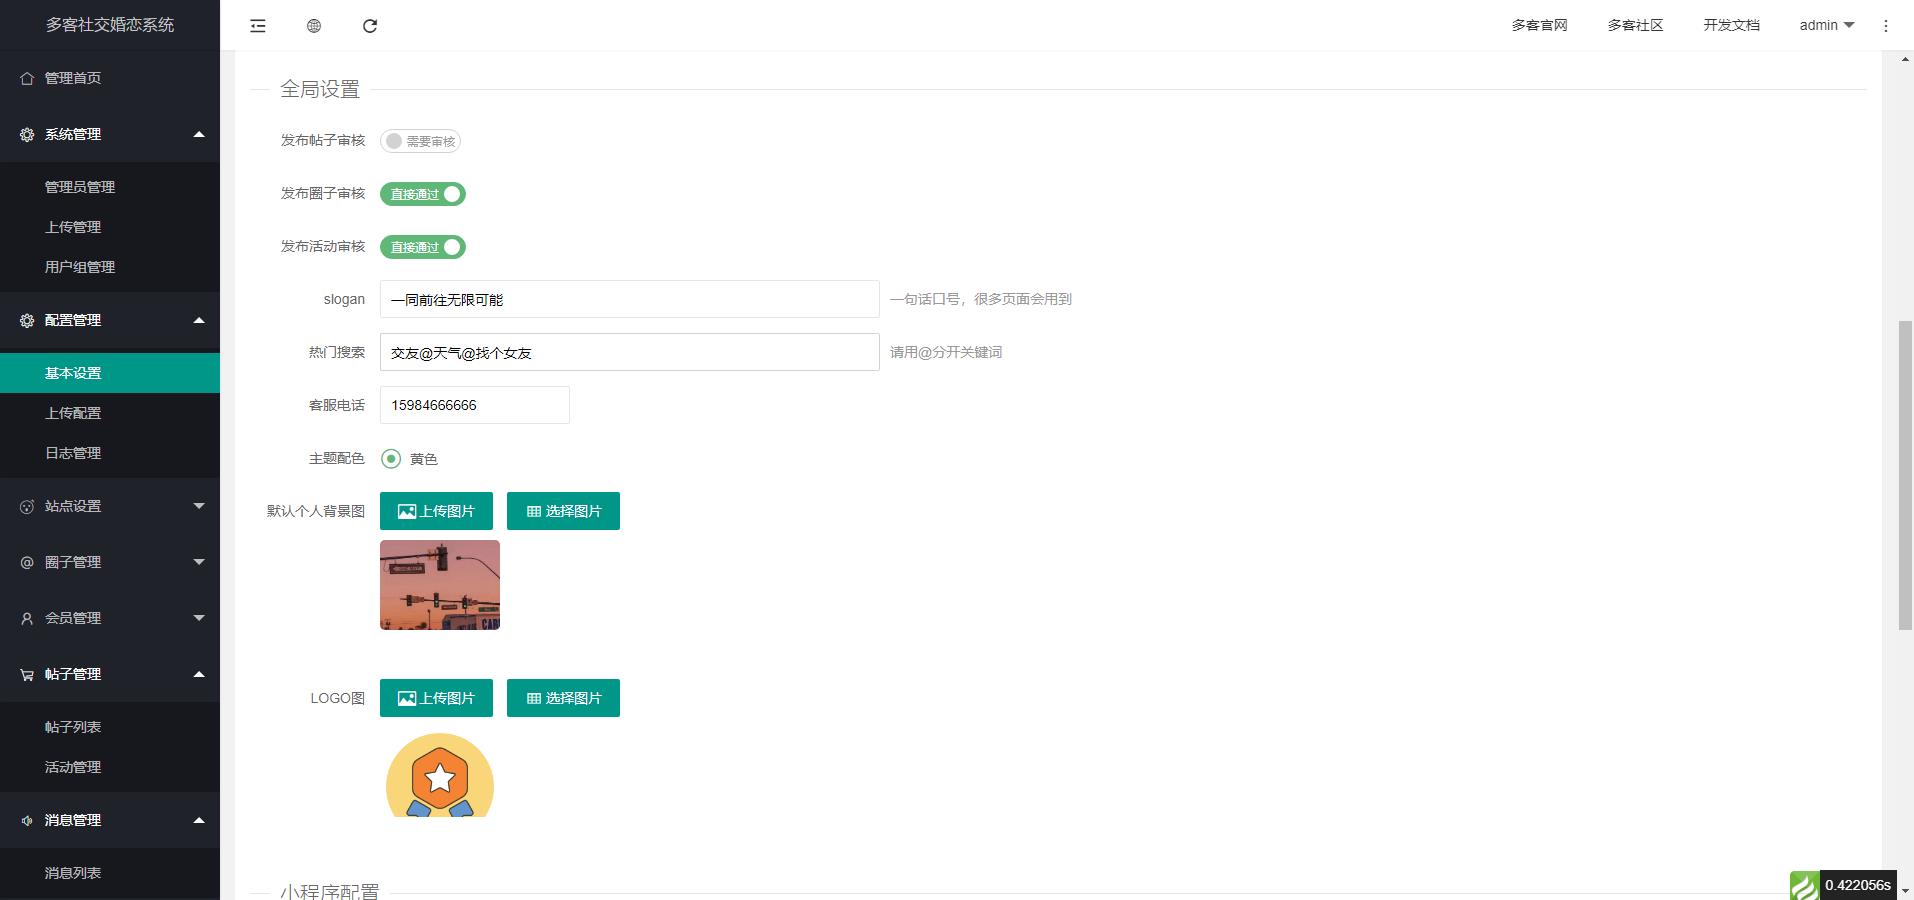 多客社交婚恋系统
多客官网
多客社区
开发文档
admin
管理首页
系统管理
管理员管理
上传管理
用户组管理
配置管理
基本设置
上传配置
日志管理
站点设置
圈子管理
会员管理
帖子管理
帖子列表
活动管理
消息管理
消息列表
全局设置
发布帖子审核 需要审核
发布圈子审核 直接通过
发布活动审核 直接通过
slogan 一同前往无限可能 一句话口号，很多页面会用到
热门搜索 交友@天气@找个女友 请用@分开关键词
客服电话 15984666666
主题配色 黄色
默认个人背景图 上传图片 选择图片
LOGO图 上传图片 选择图片
小程序配置
0.422056s